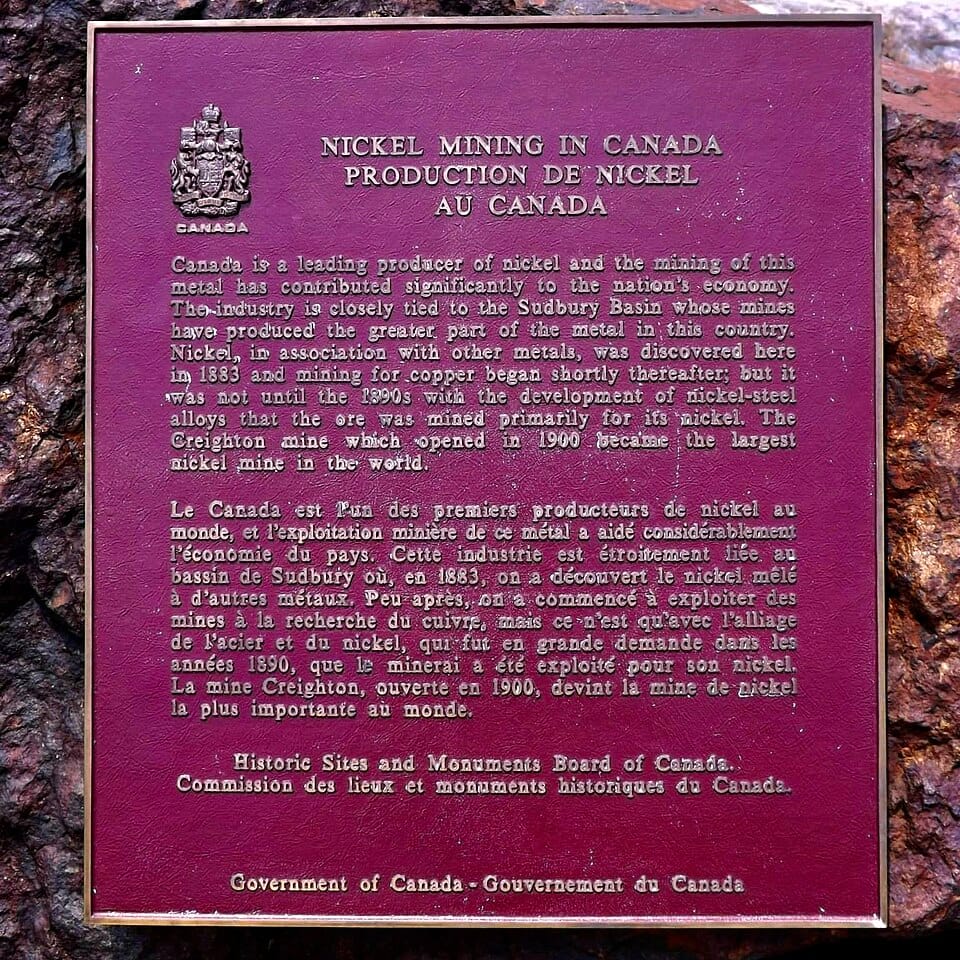 CANADA
NICKEL MINING IN CANADA
PRODUCTION DE NICKEL
AU CANADA
Canada is a leading producer of nickel and the mining of this
metal has contributed significantly to the nation's economy.
The industry is closely tied to the Sudbury Basin whose mines
have produced the greater part of the metal in this country.
Nickel, in association with other metals, was discovered here
in 1883 and mining for copper began shortly thereafter; but it
was not until the 1890s with the development of nickel-steel
alloys that the ore was mined primarily for its nickel. The
Creighton mine which opened in 1900 became the largest
nickel mine in the world.
Le Canada est l'un des premiers producteurs de nickel au
monde, et l'exploitation minière de ce métal a aidé considérablement
l'économie du pays. Cette industrie est étroitement liée au
bassin de Sudbury où, en 1883, on a découvert le nickel mêlé
à d'autres métaux. Peu après, on a commencé à exploiter des
mines à la recherche du cuivre, mais ce n'est qu'avec l'alliage
de l'acier et du nickel, qui fut en grande demande dans les
années 1890, que le minerai a été exploité pour son nickel.
La mine Creighton, ouverte en 1900, devint la mine de nickel
la plus importante au monde.
Historic Sites and Monuments Board of Canada.
Commission des lieux et monuments historiques du Canada.
Government of Canada - Gouvernement du Canada